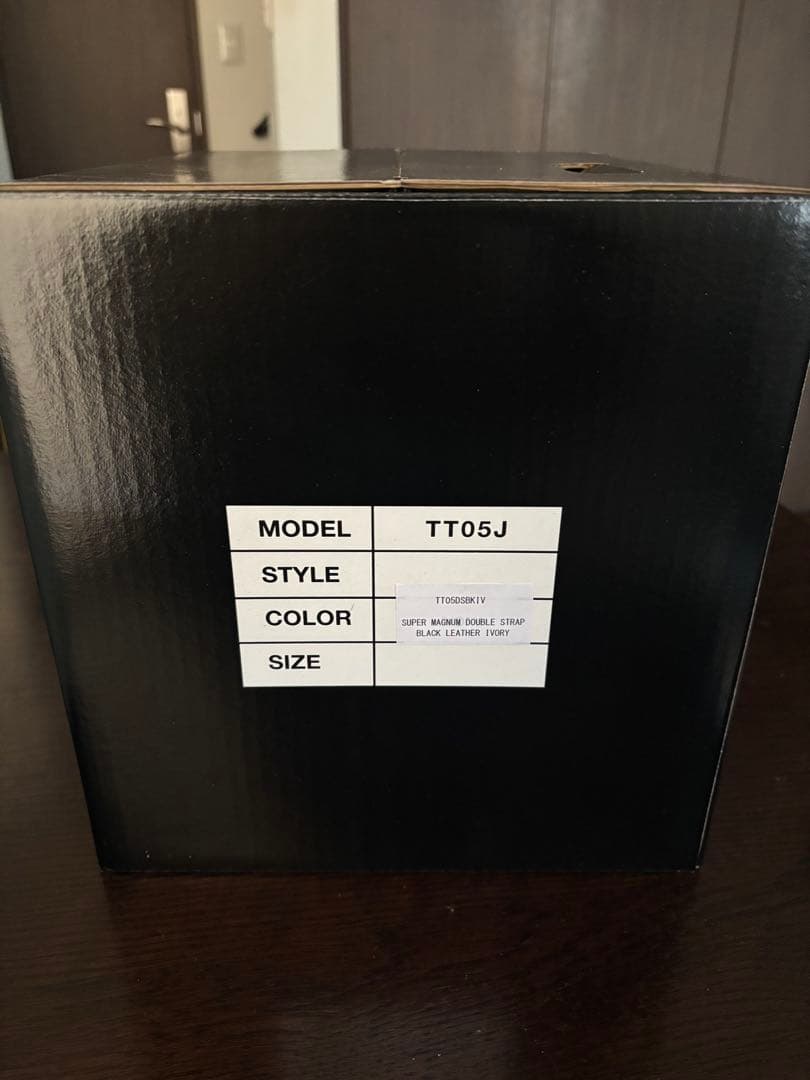 MODEL TT05J
STYLE
TT05DSBKIV
COLOR
SUPER MAGNUM DOUBLE STRAP
BLACK LEATHER IVORY
SIZE